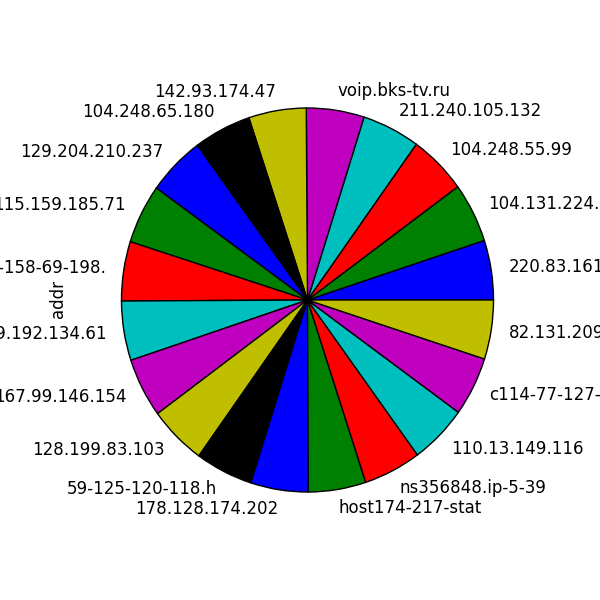 142.93.174.47
voip.bks-tv.ru
104.248.65.180
211.240.105.132
129.204.210.237
104.248.55.99
115.159.185.71
104.131.224.
-158-69-198.
220.83.161
addr
9.192.134.61
82.131.209
167.99.146.154
c114-77-127-
128.199.83.103
110.13.149.116
59-125-120-118.h
ns356848.ip-5-39
178.128.174.202
host174-217-stat